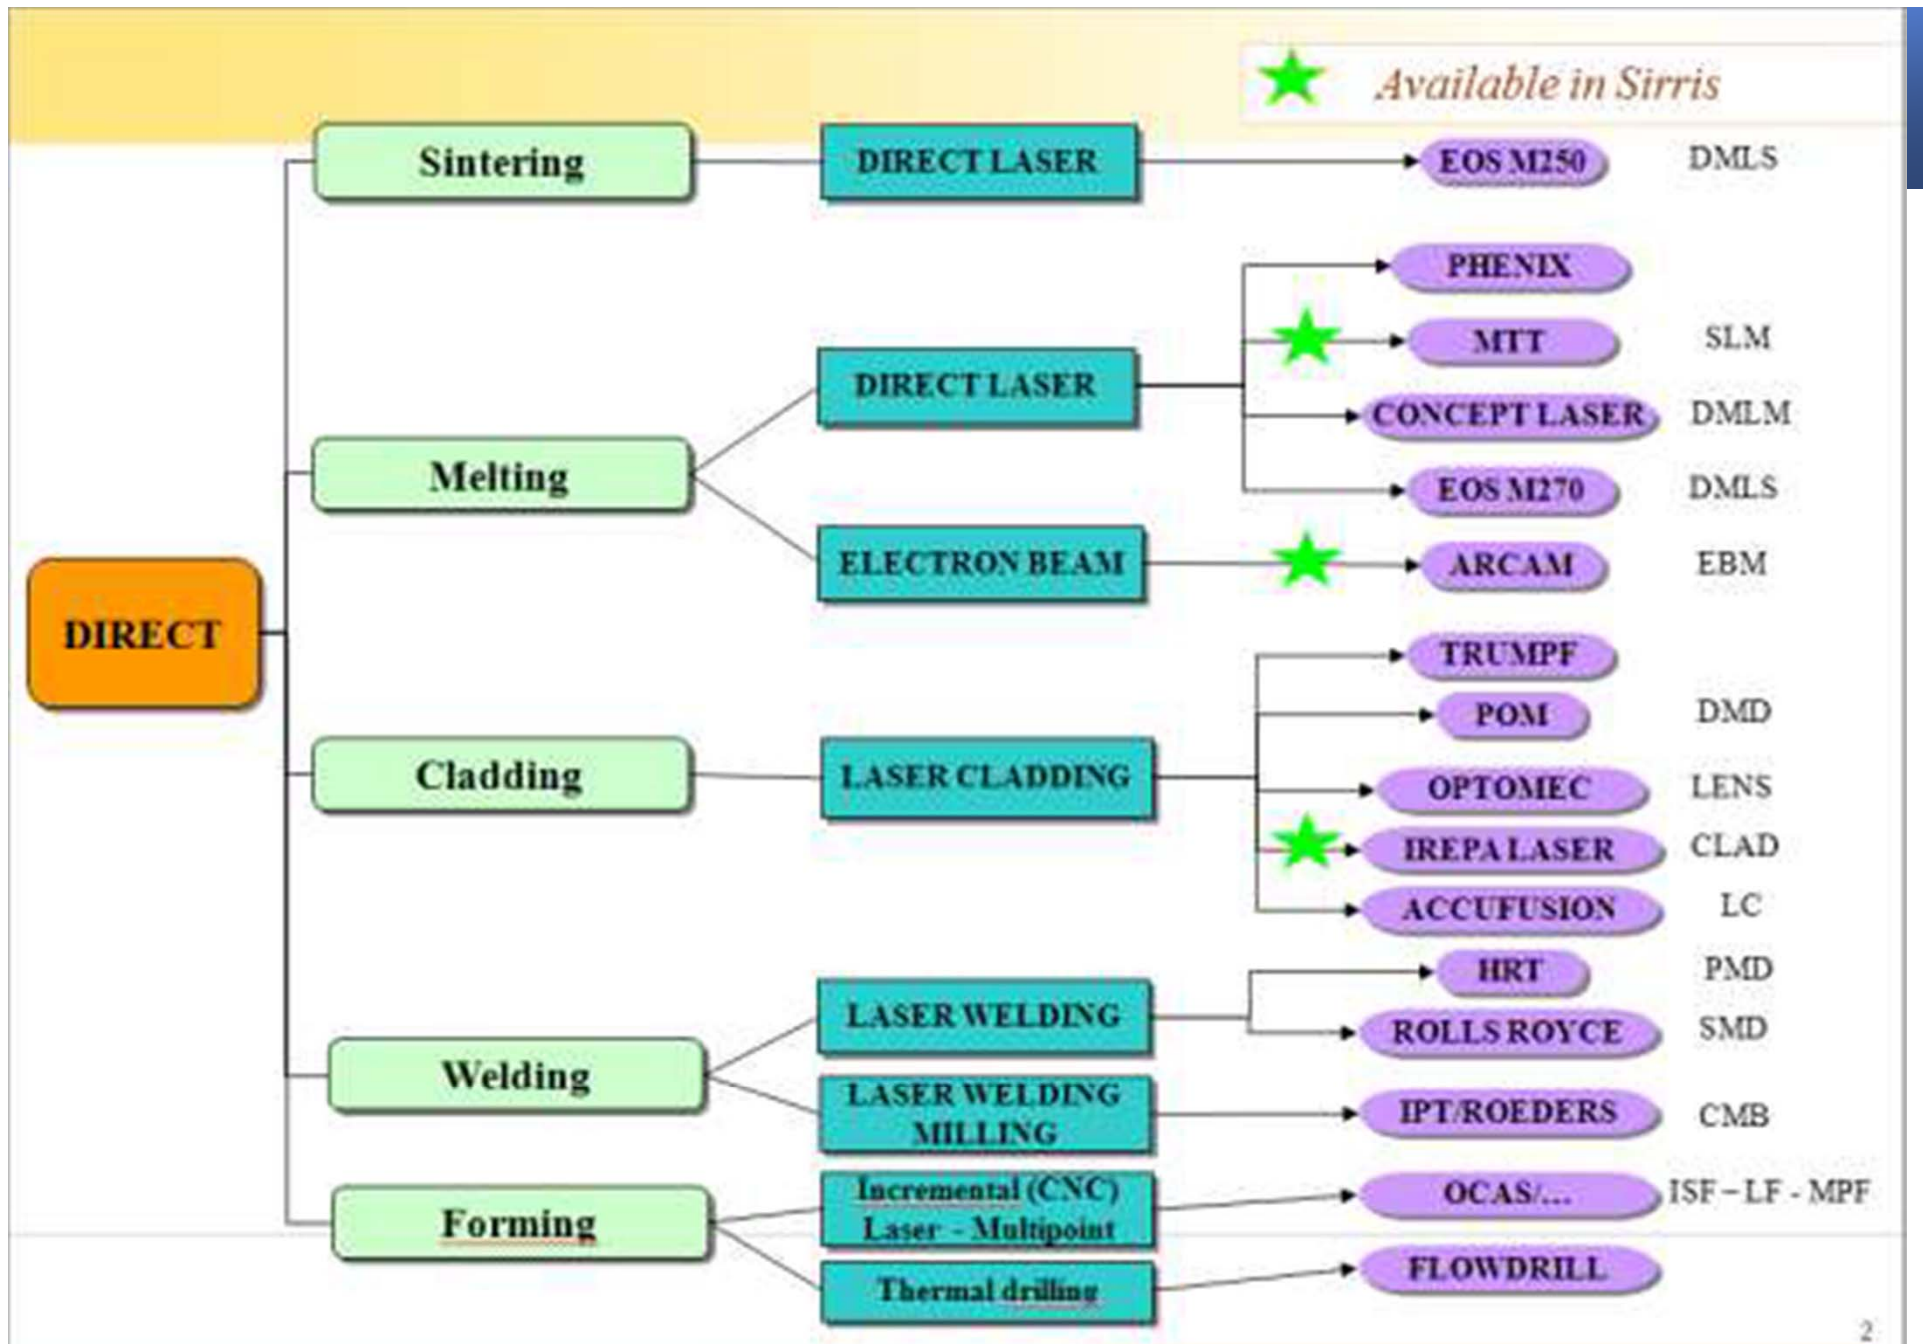 Available in Sirris
Sintering
DIRECT LASER
EOS M250
DMLS
PHENIX
MTT
SLM
DIRECT LASER
CONCEPT LASER
DMLM
Melting
EOS M270
DMLS
ELECTRON BEAM
ARCAM
EBM
DIRECT
TRUMPF
POM
DMD
Cladding
LASER CLADDING
OPTOMEC
LENS
IREPA LASER
CLAD
ACCUFUSION
LC
HRT
PMD
LASER WELDING
ROLLS ROYCE
SMD
Welding
LASER WELDING
MILLING
IPT/ROEDERS
CMB
Incremental (CNC)
Laser - Multipoint
OCAS/...
ISF – LF - MPF
Forming
Thermal drilling
FLOWDRILL
2